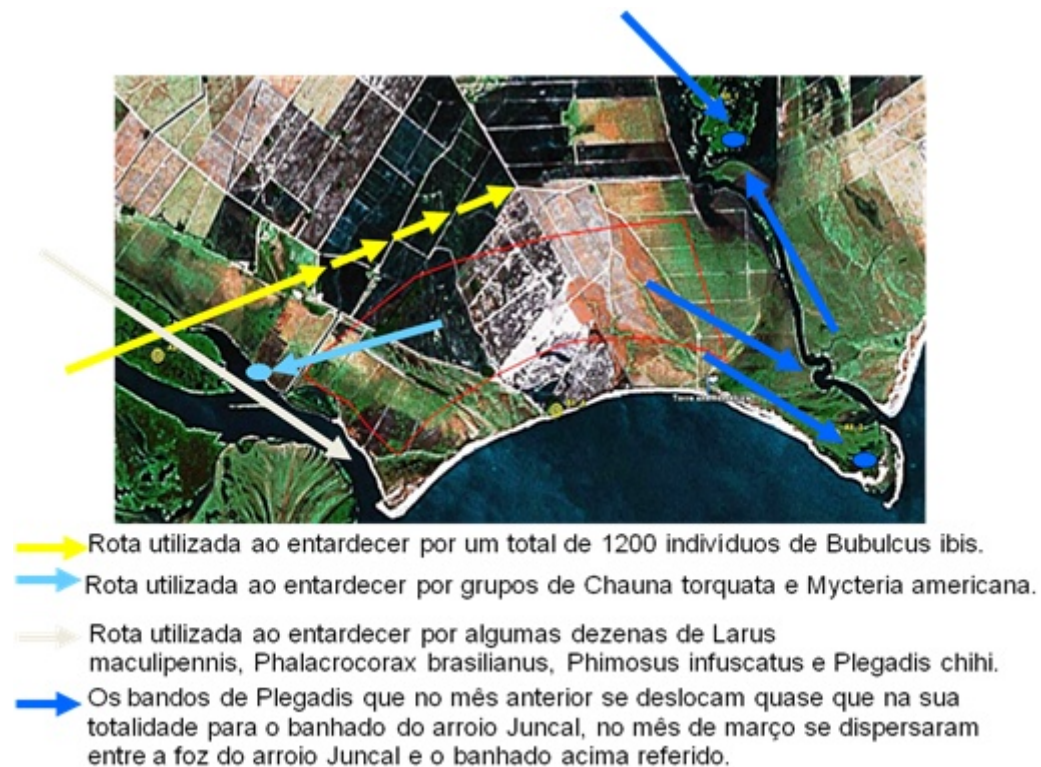 Rota utilizada ao entardecer por um total de 1200 indivíduos de Bubulcus ibis.
Rota utilizada ao entardecer por grupos de Chauna torquata e Mycteria americana.
Rota utilizada ao entardecer por algumas dezenas de Larus
maculipennis, Phalacrocorax brasilianus, Phimosus infuscatus e Plegadis chihi.
Os bandos de Plegadis que no mês anterior se deslocam quase que na sua
totalidade para o banhado do arroio Juncal, no mês de março se dispersaram
entre a foz do arroio Juncal e o banhado acima referido.